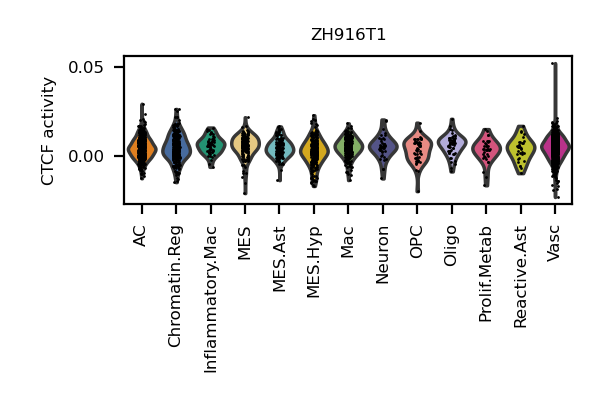 ZH916T1
CTCF activity
0.05
0.00
AC
Chromatin.Reg
Inflammatory.Mac
MES
MES.Ast
MES.Hyp
Mac
Neuron
OPC
Oligo
Prolif.Metab
Reactive.Ast
Vasc